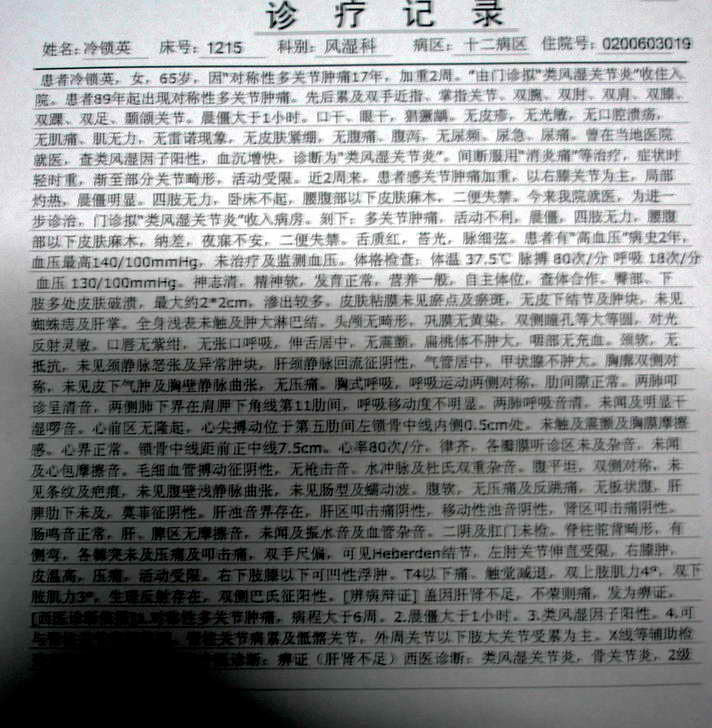 诊疗记录
姓名：冷锁英 床号：1215 科别：风湿科 病区：十二病区 住院号：0200603019
患者冷锁英，女，65岁，因"对称性多关节肿痛17年，加重2周。"由门诊拟"类风湿关节炎"收住入
院。患者89年起出现对称性多关节肿痛。先后累及双手近指、掌指关节、双腕、双肘、双肩、双膝、
双踝、双足、颞颌关节。晨僵大于1小时。口干、眼干，猖獗龋。无皮疹，无光敏，无口腔溃疡，
无肌痛、肌无力，无雷诺现象，无皮肤紧绷，无腹痛、腹泻，无尿频、尿急、尿痛。曾在当地医院
就医，查类风湿因子阳性，血沉增快，诊断为"类风湿关节炎"。间断服用"消炎痛"等治疗，症状时
轻时重，渐至部分关节畸形，活动受限。近2周来，患者感关节肿痛加重，以右膝关节为主，局部
灼热，晨僵明显。四肢无力，卧床不起，腰腹部以下皮肤麻木，二便失禁。今来我院就医，为进一
步诊治，门诊拟"类风湿关节炎"收入病房。刻下：多关节肿痛，活动不利，晨僵，四肢无力，腰腹
部以下皮肤麻木，纳差，夜寐不安，二便失禁。舌质红，苔光，脉细弦。患者有"高血压"病史2年，
血压最高140/100mmHg，未治疗及监测血压。体格检查：体温 37.5℃ 脉搏 80次/分 呼吸 18次/分
血压 130/100mmHg。神志清，精神软，发育正常，营养一般，自主体位，查体合作。臀部、下
肢多处皮肤破溃，最大约2*2cm，渗出较多。皮肤粘膜未见瘀点及瘀斑，无皮下结节及肿块，未见
蜘蛛痣及肝掌。全身浅表未触及肿大淋巴结。头颅无畸形，巩膜无黄染，双侧瞳孔等大等圆，对光
反射灵敏。口唇无紫绀，无张口呼吸，伸舌居中，无震颤，扁桃体不肿大，咽部无充血。颈软，无
抵抗，未见颈静脉怒张及异常肿块，肝颈静脉回流征阴性，气管居中，甲状腺不肿大。胸廓双侧对
称，未见皮下气肿及胸壁静脉曲张，无压痛。胸式呼吸，呼吸运动两侧对称，肋间隙正常。两肺叩
诊呈清音，两侧肺下界在肩胛下角线第11肋间，呼吸移动度不明显。两肺呼吸音清，未闻及明显干
湿啰音。心前区无隆起，心尖搏动位于第五肋间左锁骨中线内侧0.5cm处，未触及震颤及胸膜摩擦
感。心界正常。锁骨中线距前正中线7.5cm。心率80次/分，律齐，各瓣膜听诊区未及杂音，未闻
及心包摩擦音。毛细血管搏动征阴性，无枪击音、水冲脉及杜氏双重杂音。腹平坦，双侧对称，未
见条纹及疤痕，未见腹壁浅静脉曲张，未见肠型及蠕动波。腹软，无压痛及反跳痛，无板状腹，肝
脾肋下未及，莫菲征阴性。肝浊音界存在，肝区叩击痛阴性，移动性浊音阴性，肾区叩击痛阴性。
肠鸣音正常，肝、脾区无摩擦音，未闻及振水音及血管杂音。二阴及肛门未检。脊柱驼背畸形，有
侧弯，各棘突未及压痛及叩击痛，双手尺偏，可见Heberden结节，左肘关节伸直受限，右膝肿，
皮温高，压痛，活动受限。右下肢膝以下可凹性浮肿。T4以下痛、触觉减退，双上肢肌力4°，双下
肢肌力3°，生理反射存在，双侧巴氏征阳性。[辨病辩证] 盖因肝肾不足，不荣则痛，发为痹证。
[西医诊断依据]1.对称性多关节肿痛，病程大于6周。2.晨僵大于1小时。3.类风湿因子阳性。4.可
与 关节病累及骶髂关节，外周关节以下肢大关节受累为主。X线等辅助检
医诊断：痹证（肝肾不足）西医诊断：类风湿关节炎，骨关节炎，2级